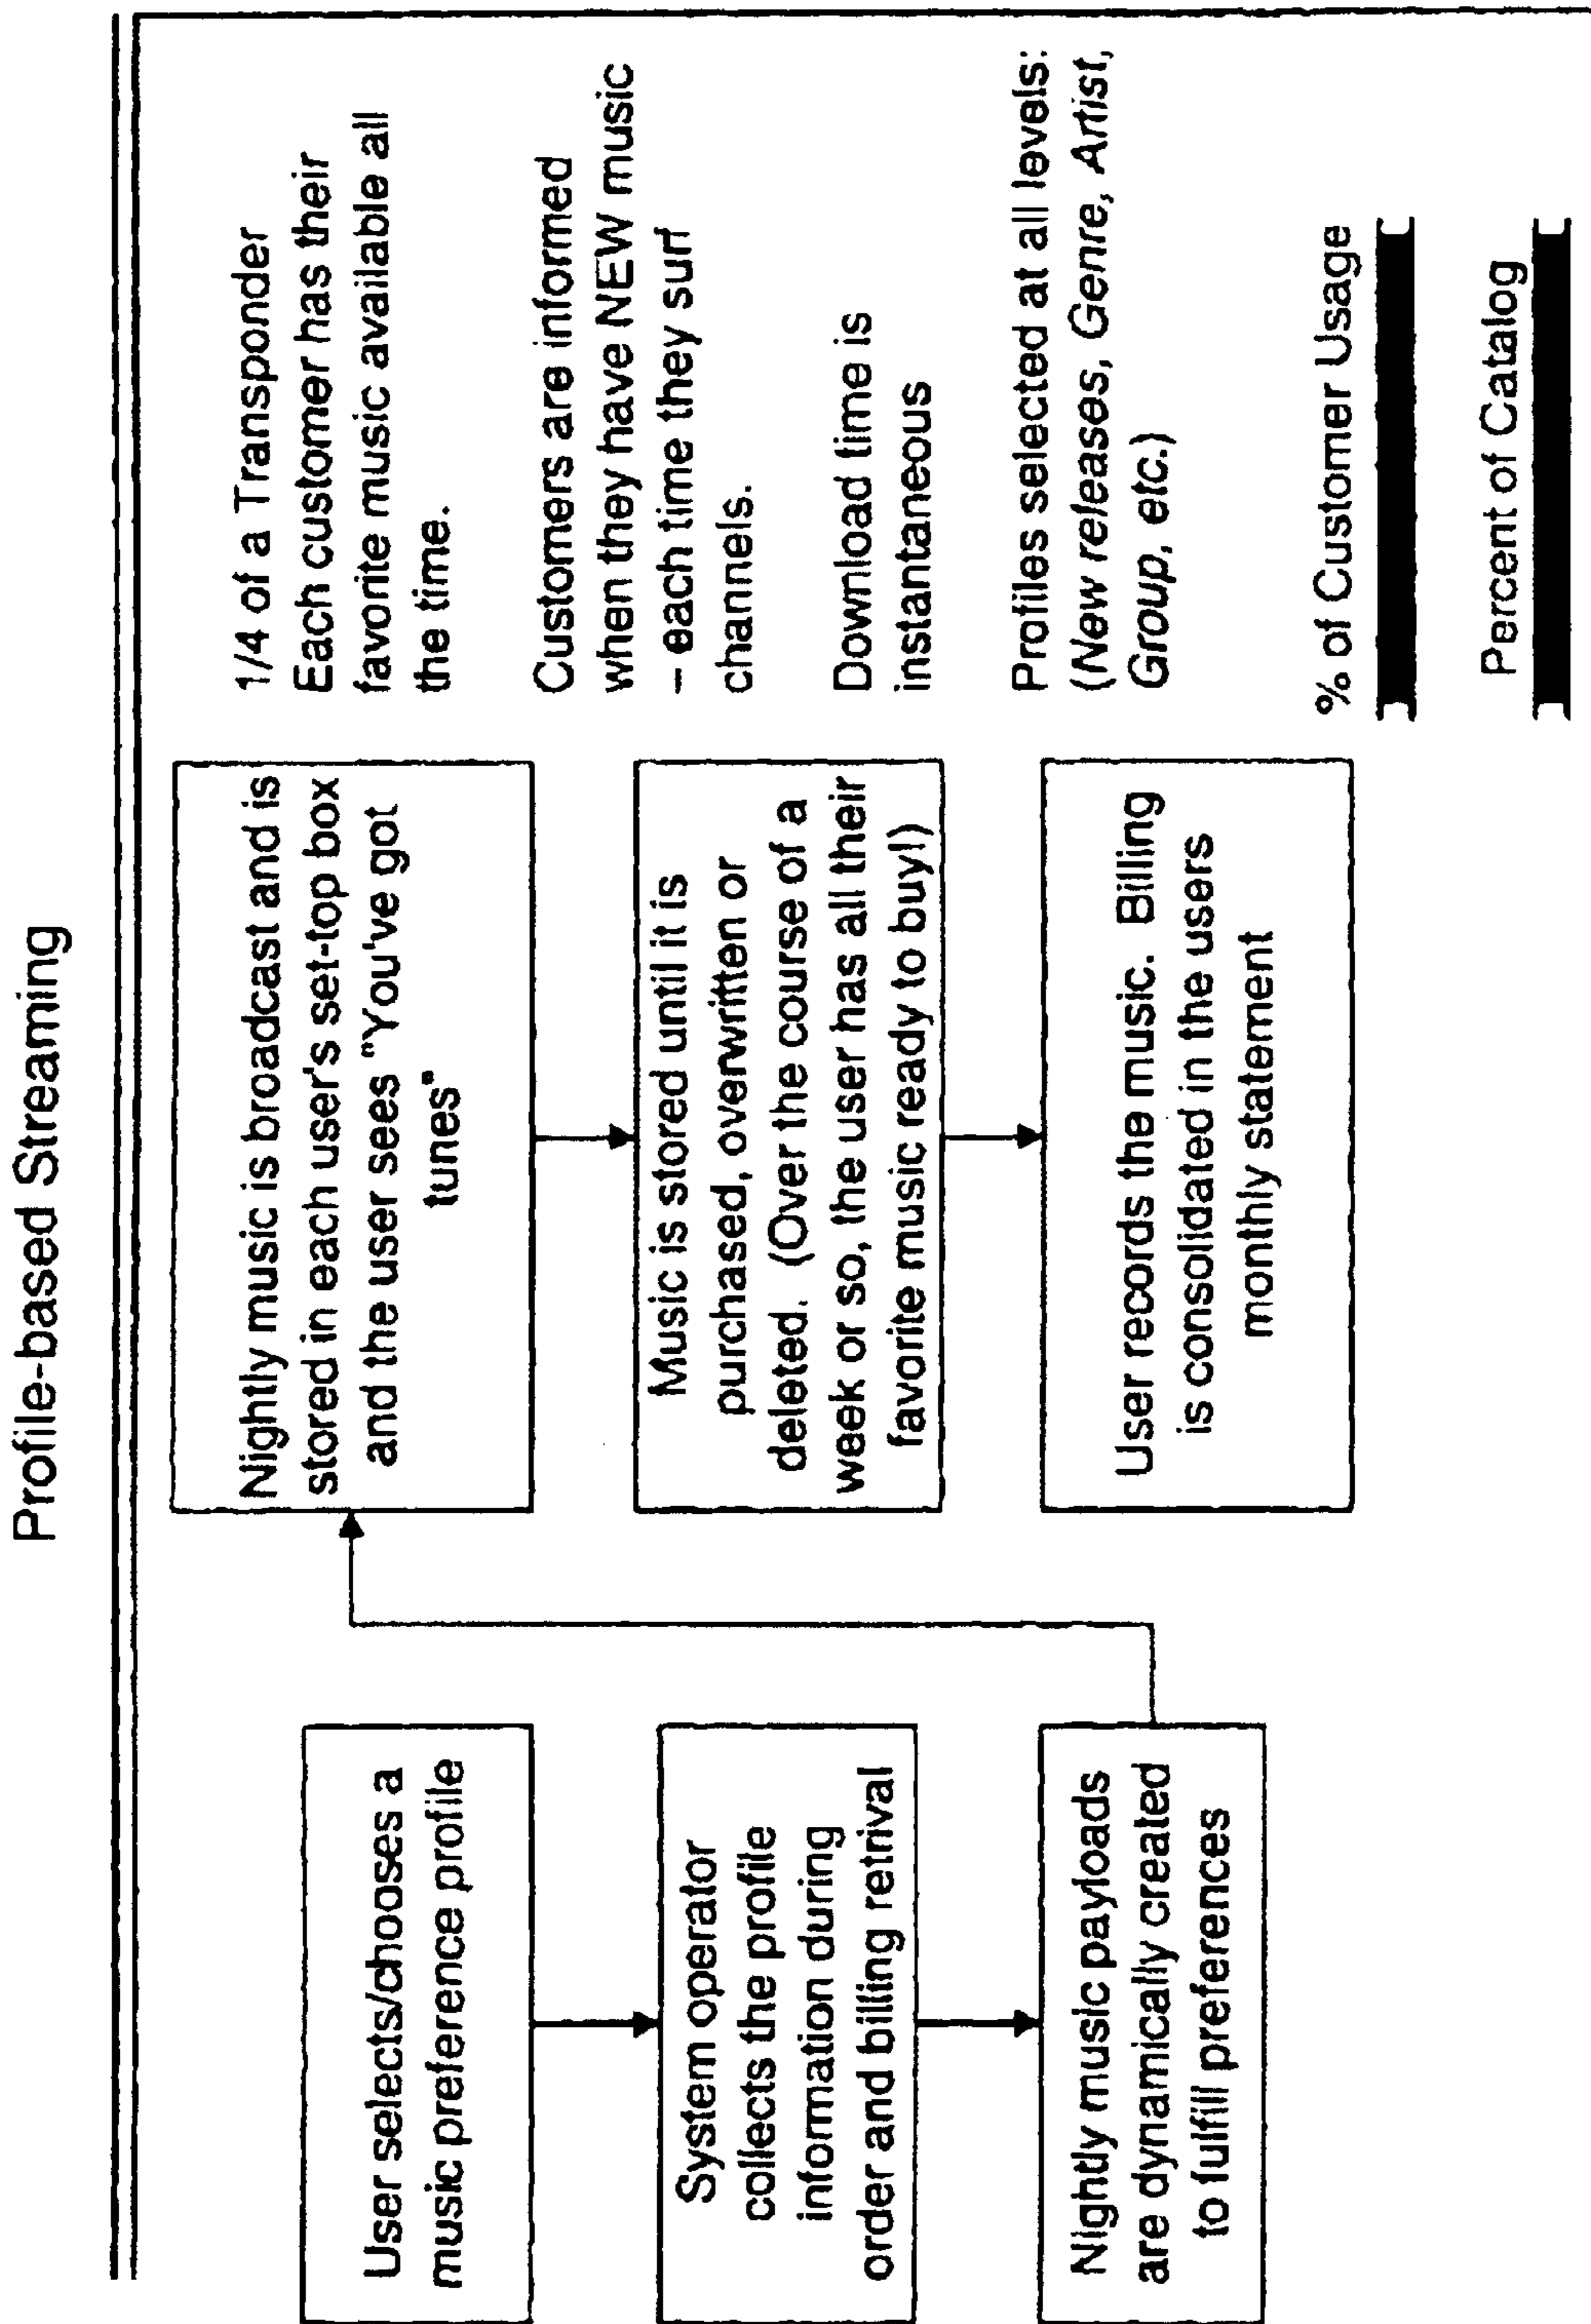 Profile-based Streaming
User selects/chooses a
music preference profile
System operator
collects the profile
information during
order and billing retrival
Nightly music payloads
are dynamically created
to fulfill preferences
Nightly music is broadcast and is
stored in each user's set-top box
and the user sees "You've got
tunes"
Music is stored until it is
purchased, overwritten or
deleted. (Over the course of a
week or so, the user has all their
favorite music ready to buy!)
User records the music. Billing
is consolidated in the users
monthly statement
1/4 of a Transponder
Each customer has their
favorite music available all
the time.
Customers are informed
when they have NEW music
– each time they surf
channels.
Download time is
instantaneous
Profiles selected at all levels:
(New releases, Genre, Artist,
Group, etc.)
% of Customer Usage
Percent of Catalog